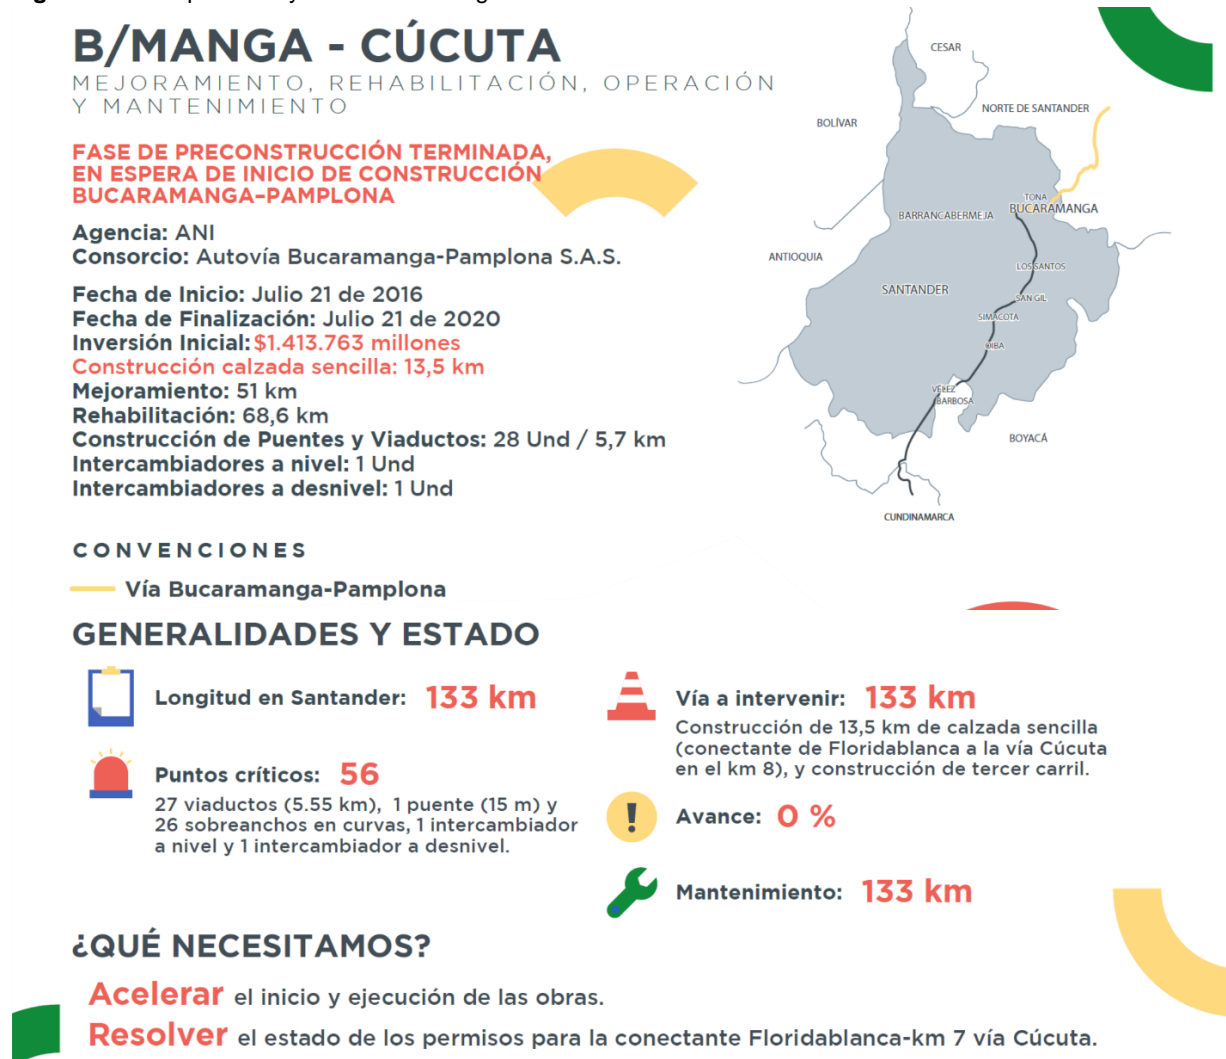 B/MANGA - CÚCUTA
MEJORAMIENTO, REHABILITACIÓN, OPERACIÓN
Y MANTENIMIENTO
FASE DE PRECONSTRUCCIÓN TERMINADA,
EN ESPERA DE INICIO DE CONSTRUCCIÓN
BUCARAMANGA–PAMPLONA
Agencia: ANI
Consorcio: Autovía Bucaramanga-Pamplona S.A.S.
Fecha de Inicio: Julio 21 de 2016
Fecha de Finalización: Julio 21 de 2020
Inversión Inicial: $1.413.763 millones
Construcción calzada sencilla: 13,5 km
Mejoramiento: 51 km
Rehabilitación: 68,6 km
Construcción de Puentes y Viaductos: 28 Und / 5,7 km
Intercambiadores a nivel: 1 Und
Intercambiadores a desnivel: 1 Und
CONVENCIONES
Vía Bucaramanga-Pamplona
CESAR
NORTE DE SANTANDER
BOLÍVAR
TONA
BUCARAMANGA
BARRANCABERMEJA
ANTIOQUIA
LOS SANTOS
SANTANDER
SAN GIL
SIMACOTA
OIBA
VÉLEZ
BARBOSA
BOYACÁ
CUNDINAMARCA
GENERALIDADES Y ESTADO
Longitud en Santander: 133 km
Puntos críticos: 56
27 viaductos (5.55 km), 1 puente (15 m) y
26 sobreanchos en curvas, 1 intercambiador
a nivel y 1 intercambiador a desnivel.
Vía a intervenir: 133 km
Construcción de 13,5 km de calzada sencilla
(conectante de Floridablanca a la vía Cúcuta
en el km 8), y construcción de tercer carril.
Avance: 0 %
Mantenimiento: 133 km
¿QUÉ NECESITAMOS?
Acelerar el inicio y ejecución de las obras.
Resolver el estado de los permisos para la conectante Floridablanca-km 7 vía Cúcuta.